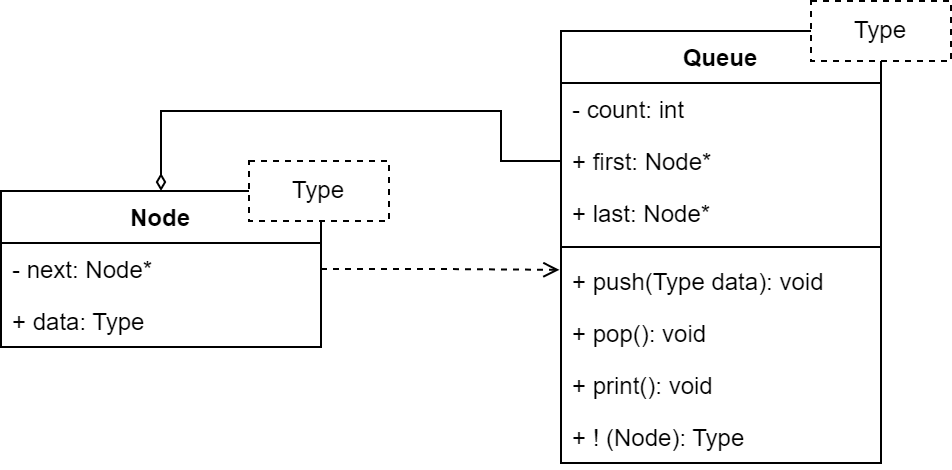 Type
Queue
- count: int
+ first: Node*
+ last: Node*
+ push(Type data): void
+ pop(): void
+ print(): void
+ ! (Node): Type
Type
Node
- next: Node*
+ data: Type